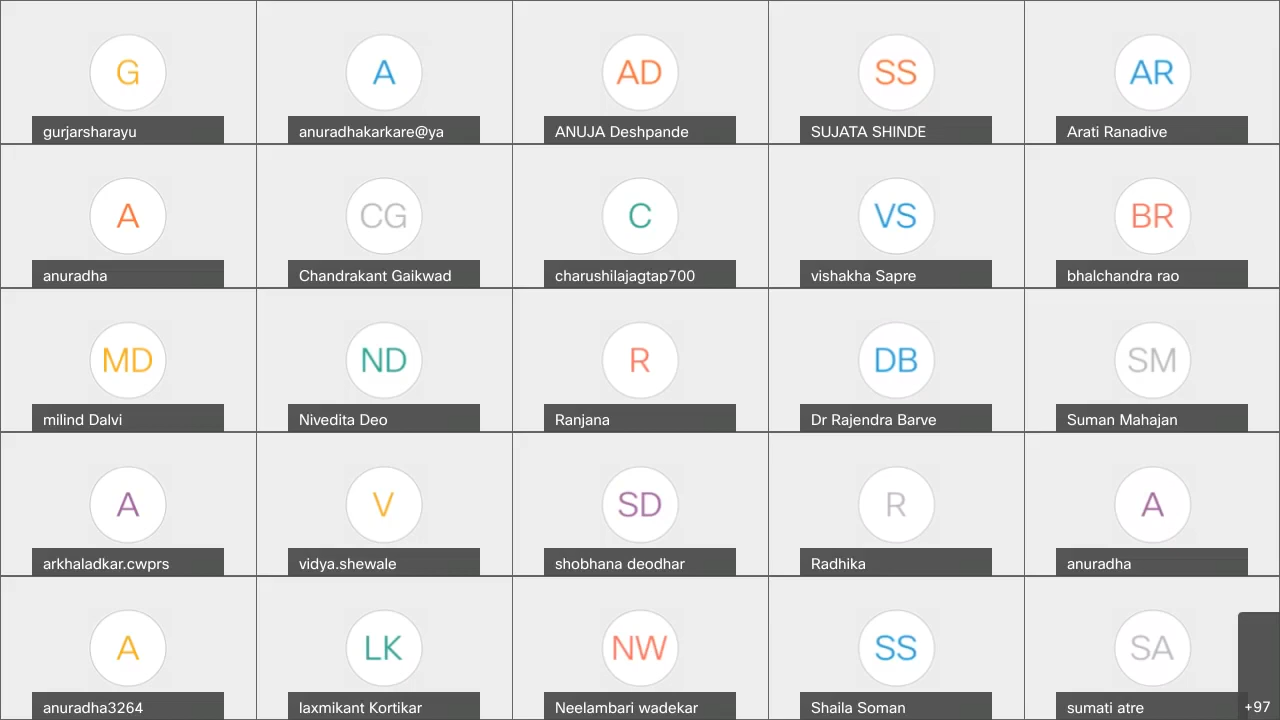 G
gurjarsharayu
A
anuradhakarkare@ya
AD
ANUJA Deshpande
SS
SUJATA SHINDE
AR
Arati Ranadive
A
anuradha
CG
Chandrakant Gaikwad
C
charushilajagtap700
VS
vishakha Sapre
BR
bhalchandra rao
MD
milind Dalvi
ND
Nivedita Deo
R
Ranjana
DB
Dr Rajendra Barve
SM
Suman Mahajan
A
arkhaladkar.cwprs
V
vidya.shewale
SD
shobhana deodhar
R
Radhika
A
anuradha
A
anuradha3264
LK
laxmikant Kortikar
NW
Neelambari wadekar
SS
Shaila Soman
SA
sumati atre
+97